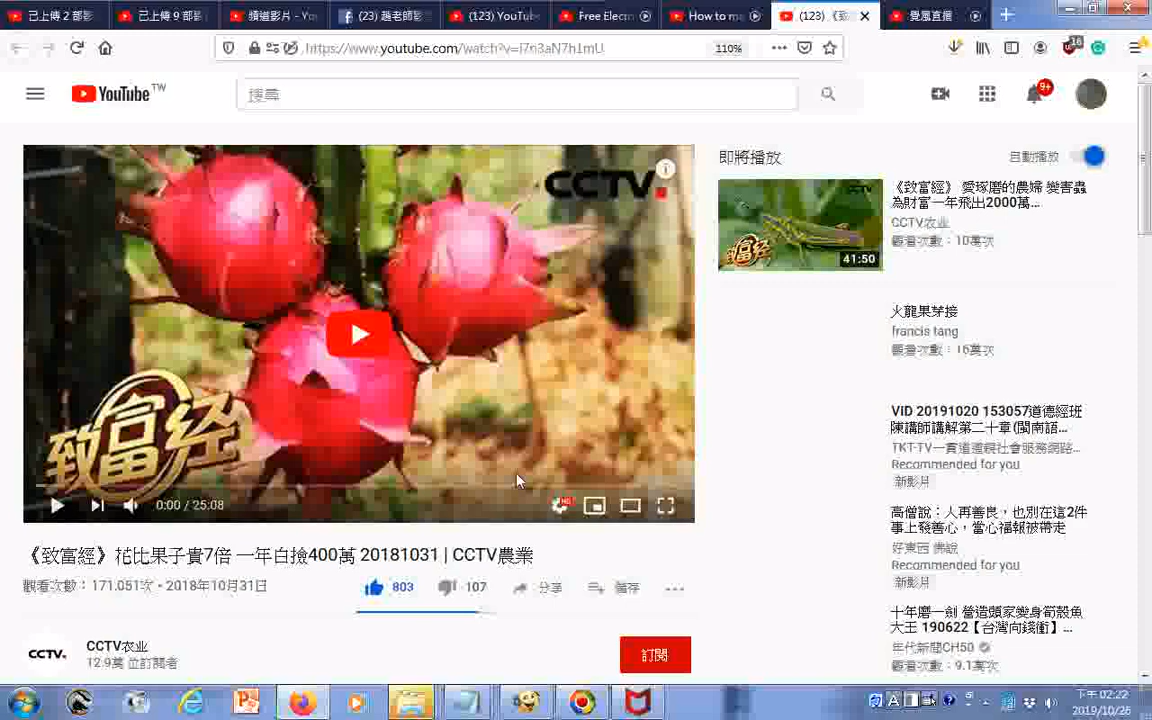 己上傳 2 部影
己上傳 9 部影
頻道影片 - Yo
(23) 趙老師影
(123) YouTub
Free Electr
How to m
(123) 《致
覺風直播
https://www.youtube.com/watch?v=l7n3aN7h1mU
110%
16
YouTube TW
搜尋
9+
CCTV
致富经
0:00 / 25:08
HD
《致富經》花比果子貴7倍 一年白撿400萬 20181031 | CCTV農業
觀看次數:171,051次 • 2018年10月31日
803
107
分享
儲存
CCTV.
CCTV农业
12.9萬 位訂閱者
訂閱
即將播放
自動播放
CCTV
致富经
41:50
《致富經》 愛琢磨的農婦 變害蟲
為財富一年飛出2000萬...
CCTV农业
觀看次數:10萬次
火龍果芽接
francis tang
觀看次數:16萬次
VID 20191020 153057道德經班
陳講師講解第二十章(閩南語...
TKT-TV一貫道道親社會服務網路...
Recommended for you
新影片
高僧說:人再善良,也別在這2件
事上發善心,當心福報被帶走
好東西 佛說
Recommended for you
新影片
十年磨一劍 營造頭家變身筍殼魚
大王 190622【台灣向錢衝】...
年代新聞CH50
觀看次數:9.1萬次
下午 02:22
2019/10/26